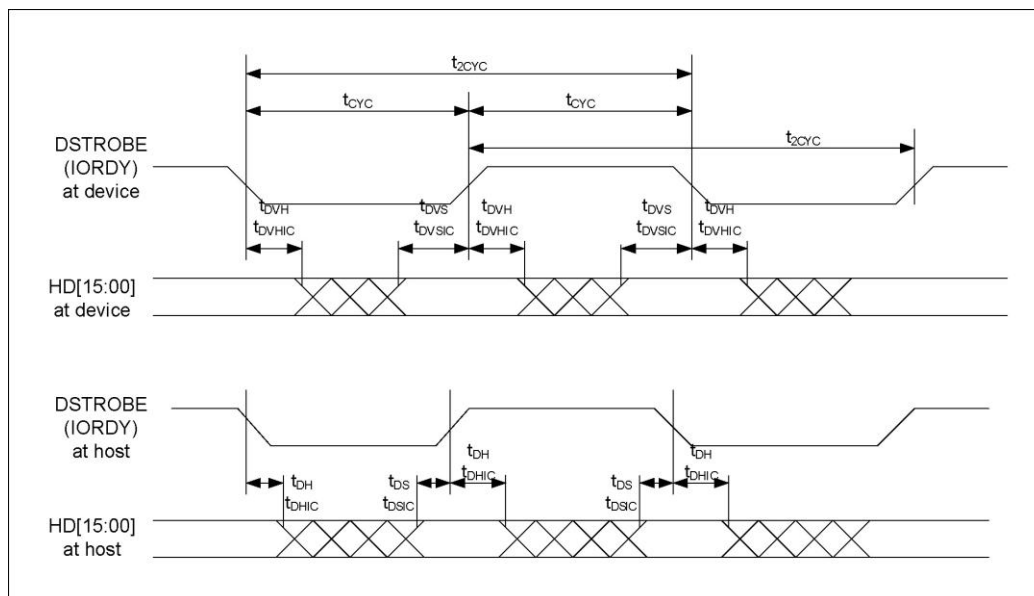 t2CYC
tCYC tCYC
t2CYC
DSTROBE
(IORDY)
at device
tDVH tDVS tDVH tDVS tDVH
tDVHIC tDVSIC tDVHIC tDVSIC tDVHIC
HD[15:00]
at device
DSTROBE
(IORDY)
at host
tDH tDS tDH tDS tDH
tDHIC tDSIC tDHIC tDSIC tDHIC
HD[15:00]
at host